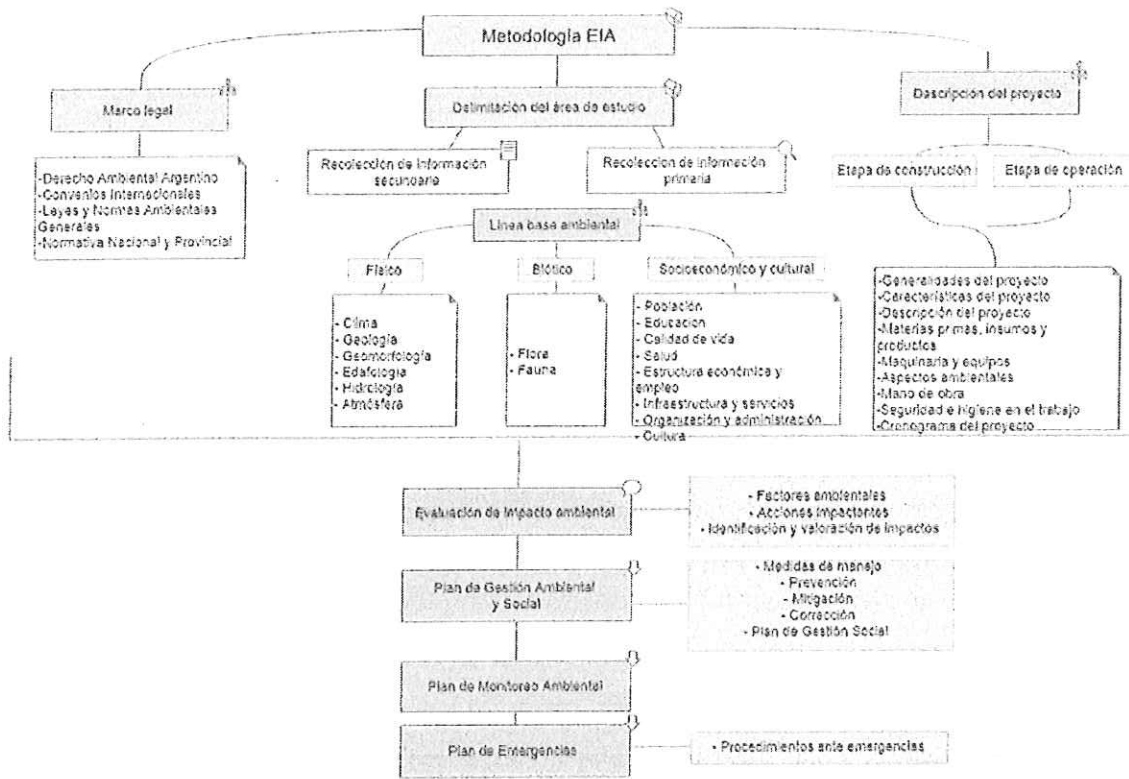 Metodología EIA
Marco legal
Delimitación del área de estudio
Descripción del proyecto
Recoleccion de información
secundaria
Recoleccion de información
primaria
Etapa de construcción
Etapa de operación
-Derecho Ambiental Argentino
-Convenios Internacionales
-Leyes y Normas Ambientales
Generales
-Normativa Nacional y Provincial
Línea base ambiental
Físico
Biótico
Socioeconómico y cultural
- Clima
- Geología
- Geomorfología
- Edafología
- Hidrología
- Atmósfera
- Flora
- Fauna
- Población
- Educación
- Calidad de vida
- Salud
- Estructura económica y
empleo
- Infraestructura y servicios
- Organización y administración
- Cultura
-Generalidades del proyecto
-Características del proyecto
-Descripción del proyecto
-Materias primas, insumos y
productos
-Maquinaria y equipos
-Aspectos ambientales
-Mano de obra
-Seguridad e higiene en el trabajo
-Cronograma del proyecto
Evaluación de impacto ambiental
- Factores ambientales
- Acciones impactantes
- Identificación y valoración de impactos
Plan de Gestión Ambiental
y Social
- Medidas de manejo
- Prevención
- Mitigación
- Corrección
- Plan de Gestión Social
Plan de Monitoreo Ambiental
Plan de Emergencias
- Procedimientos ante emergencias